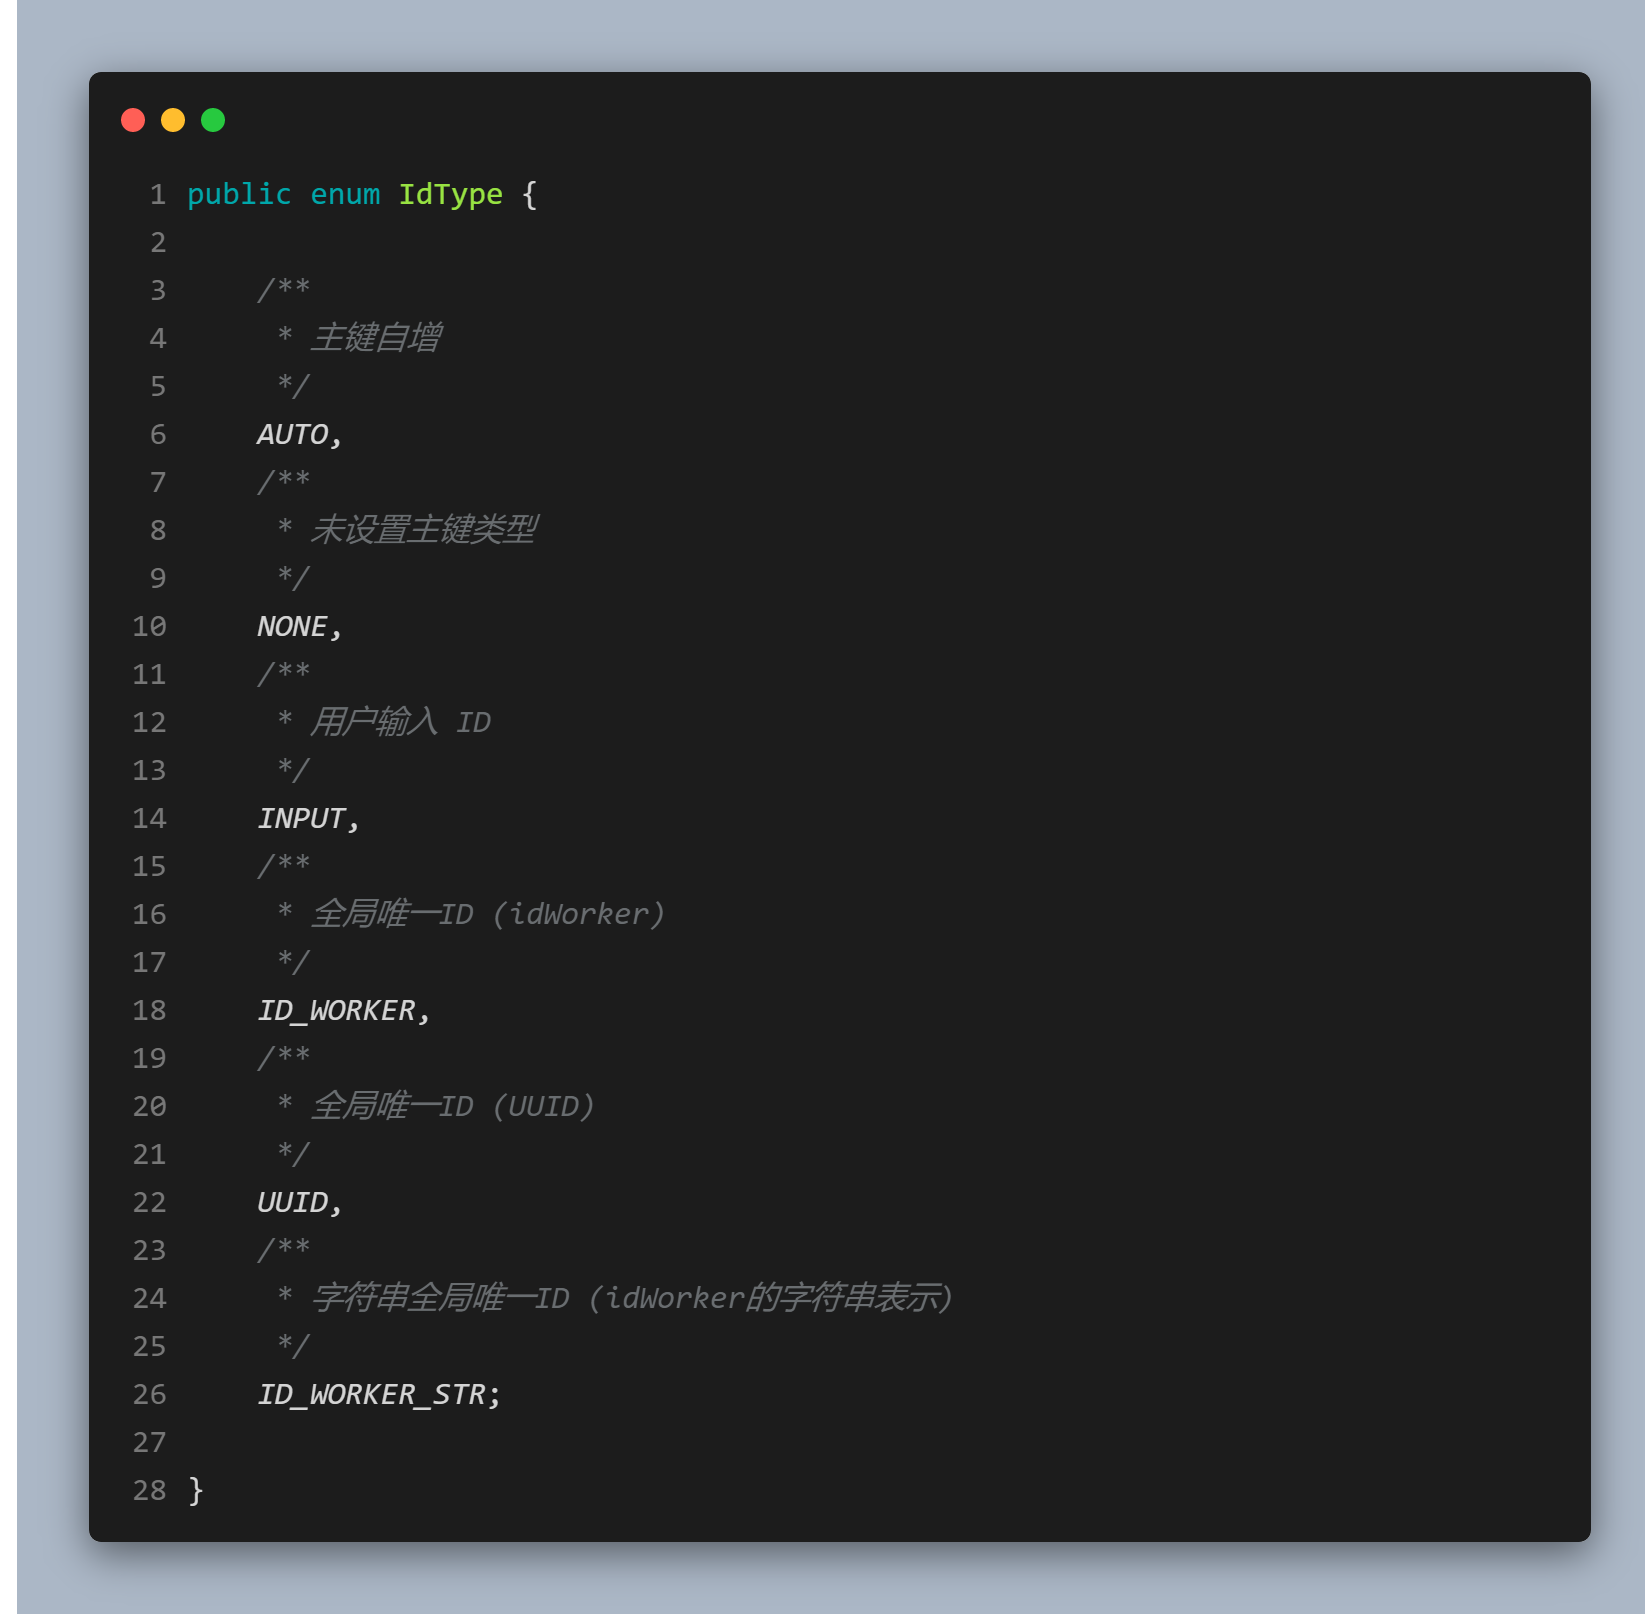 1 public enum IdType {
2
3     /**
4      * 主键自增
5      */
6     AUTO,
7     /**
8      * 未设置主键类型
9      */
10     NONE,
11     /**
12      * 用户输入 ID
13      */
14     INPUT,
15     /**
16      * 全局唯一ID (idWorker)
17      */
18     ID_WORKER,
19     /**
20      * 全局唯一ID (UUID)
21      */
22     UUID,
23     /**
24      * 字符串全局唯一ID (idWorker的字符串表示)
25      */
26     ID_WORKER_STR;
27
28 }